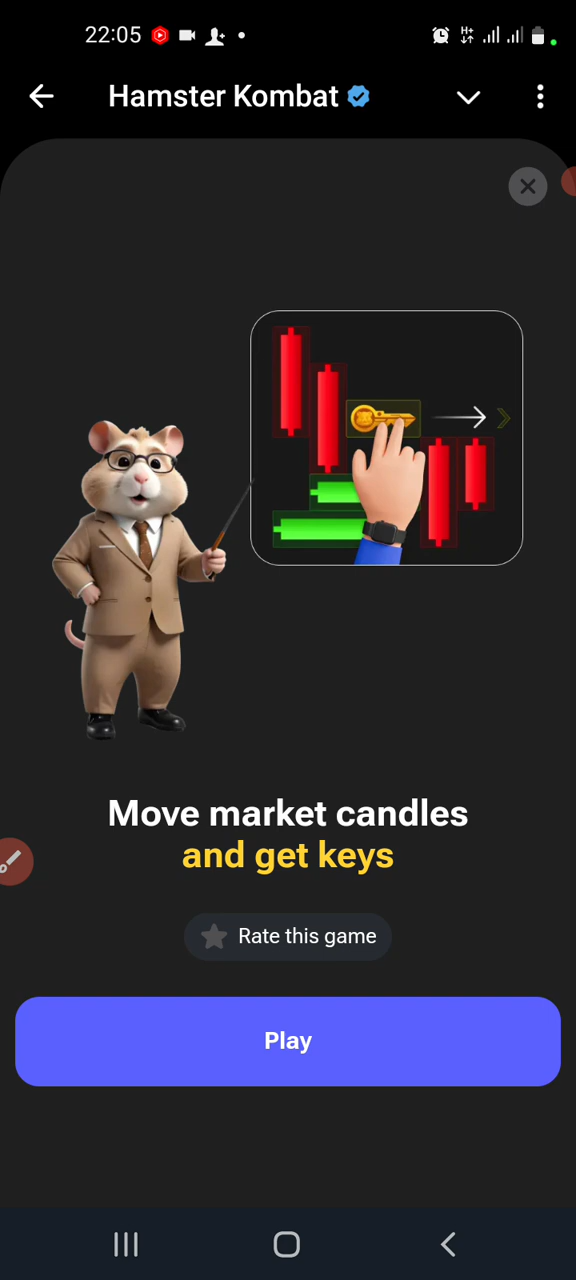 22:05
H+
Hamster Kombat
Move market candles
and get keys
Rate this game
Play